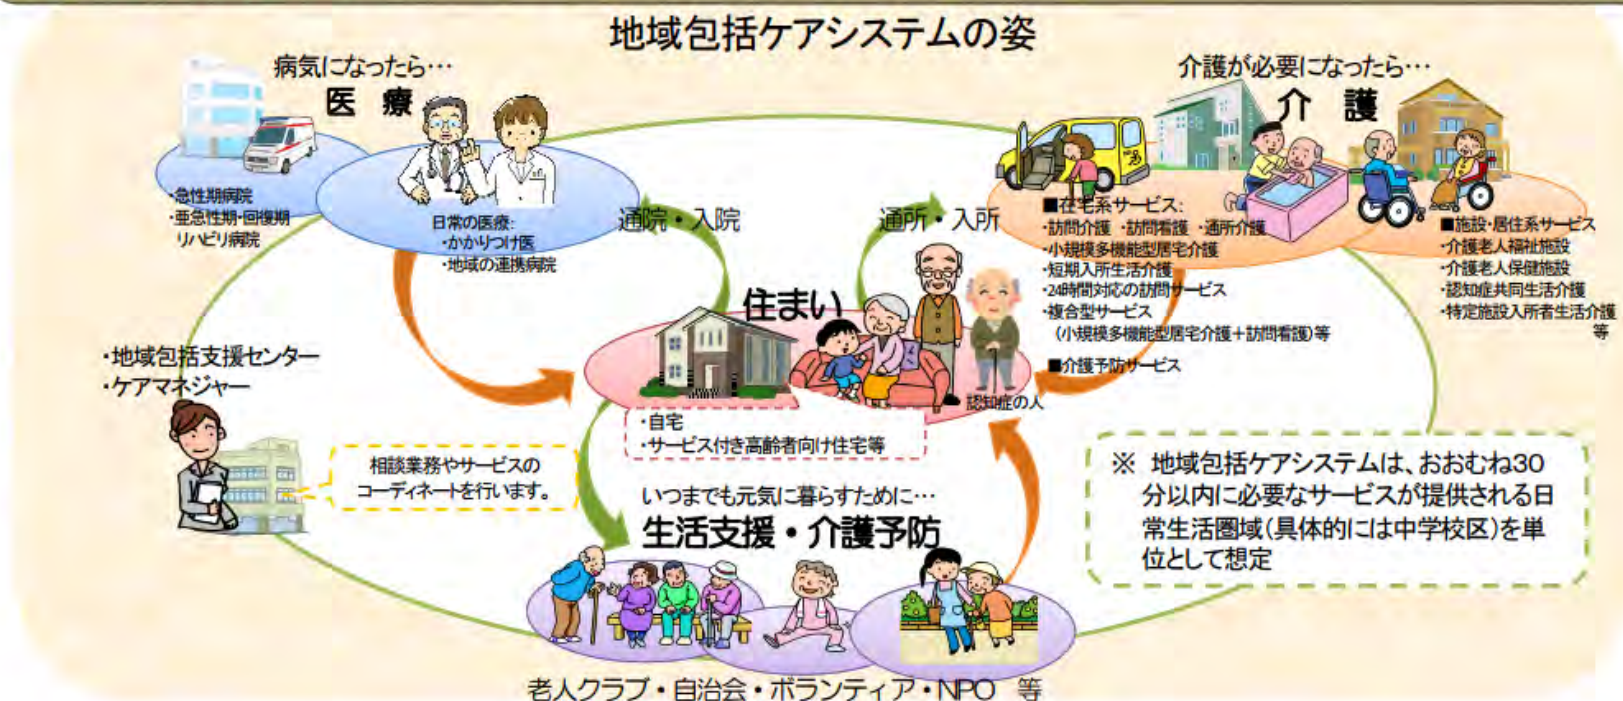 地域包括ケアシステムの姿
病気になったら…
医 療
・急性期病院
・亜急性期・回復期
リハビリ病院
日常の医療:
・かかりつけ医
・地域の連携病院
通院・入院
通所・入所
介護が必要になったら…
介 護
■在宅系サービス:
・訪問介護 ・訪問看護 ・通所介護
・小規模多機能型居宅介護
・短期入所生活介護
・24時間対応の訪問サービス
・複合型サービス
(小規模多機能型居宅介護+訪問看護)等
■介護予防サービス
■施設・居住系サービス
・介護老人福祉施設
・介護老人保健施設
・認知症共同生活介護
・特定施設入所者生活介護
等
住まい
認知症の人
・自宅
・サービス付き高齢者向け住宅等
・地域包括支援センター
・ケアマネジャー
相談業務やサービスの
コーディネートを行います。
いつまでも元気に暮らすために…
生活支援・介護予防
老人クラブ・自治会・ボランティア・NPO 等
※ 地域包括ケアシステムは、おおむね30
分以内に必要なサービスが提供される日
常生活圏域(具体的には中学校区)を単
位として想定